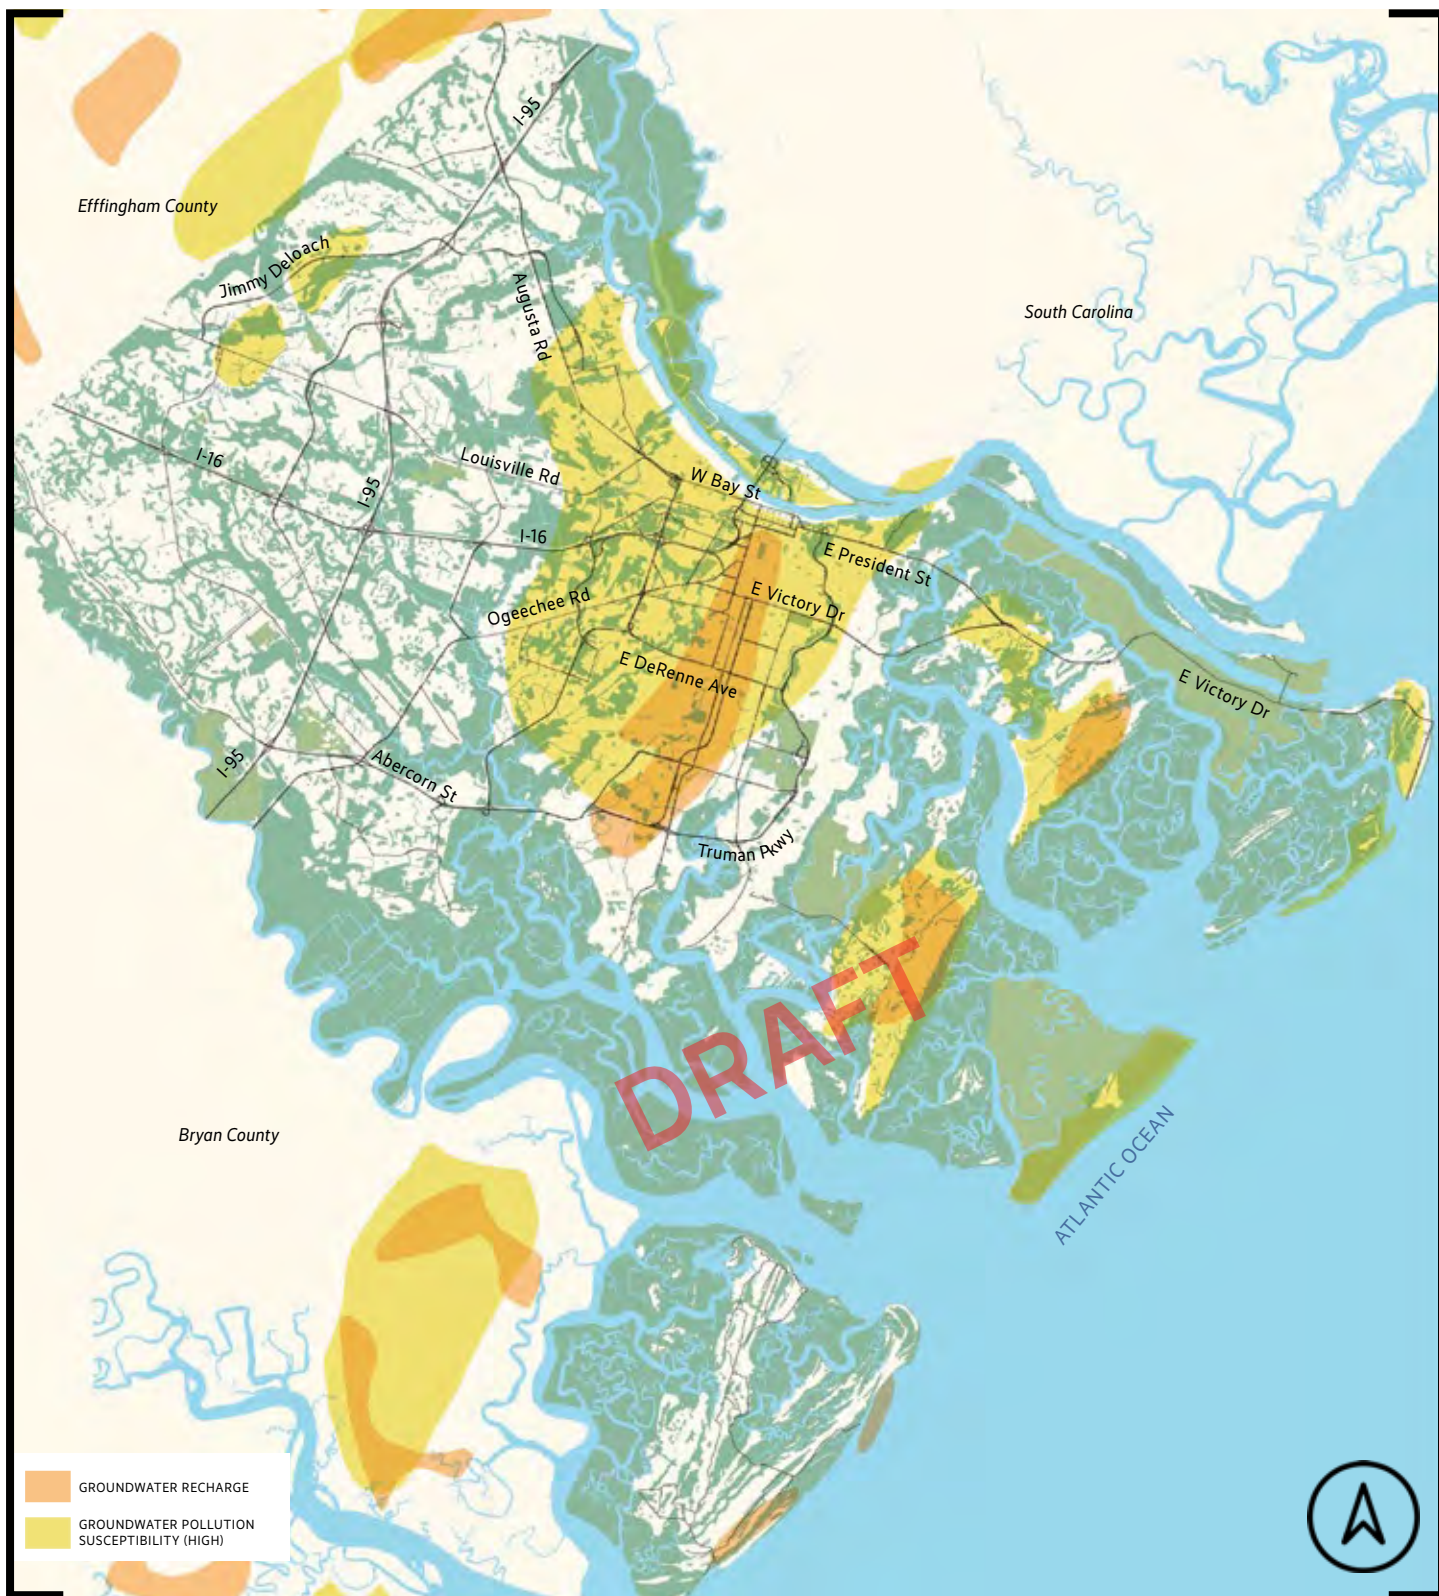 I-95
Efffingham County
Jimmy Deloach
Augusta Rd
South Carolina
I-16
Louisville Rd
I-95
W Bay St
I-16
E President St
Ogeechee Rd
E Victory Dr
E DeRenne Ave
E Victory Dr
I-95
Abercorn St
Truman Pkwy
DRAFT
Bryan County
ATLANTIC OCEAN
GROUNDWATER RECHARGE
GROUNDWATER POLLUTION
SUSCEPTIBILITY (HIGH)